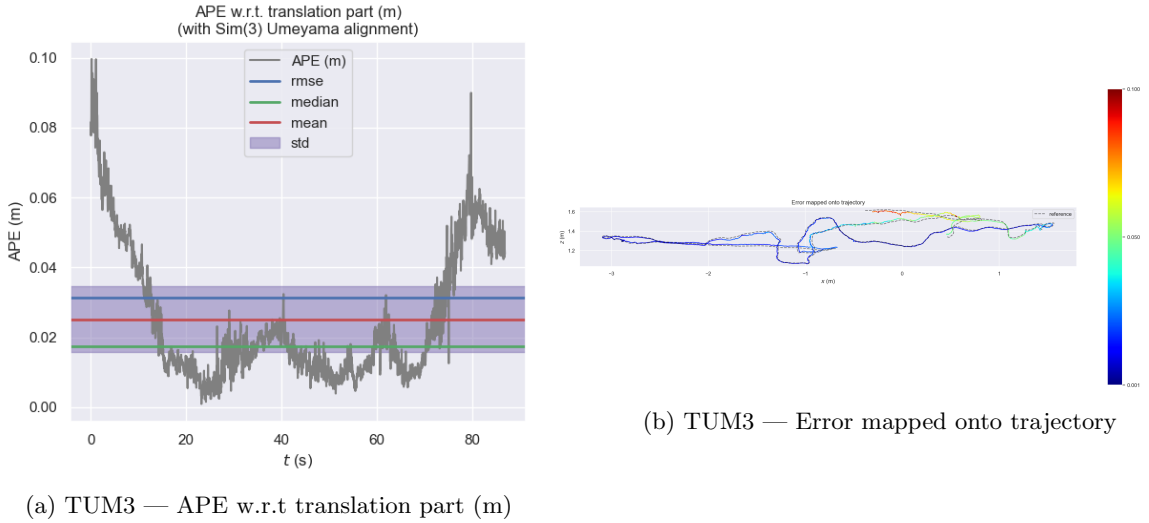 APE w.r.t. translation part (m)
(with Sim(3) Umeyama alignment)
APE (m)
rmse
median
mean
std
0.10
0.08
0.06
0.04
0.02
0.00
APE (m)
0
20
40
60
80
t (s)
(a) TUM3 — APE w.r.t translation part (m)
Error mapped onto trajectory
reference
1.6
1.4
1.2
z (m)
−3
−2
−1
0
1
x (m)
0.100
0.050
0.001
(b) TUM3 — Error mapped onto trajectory